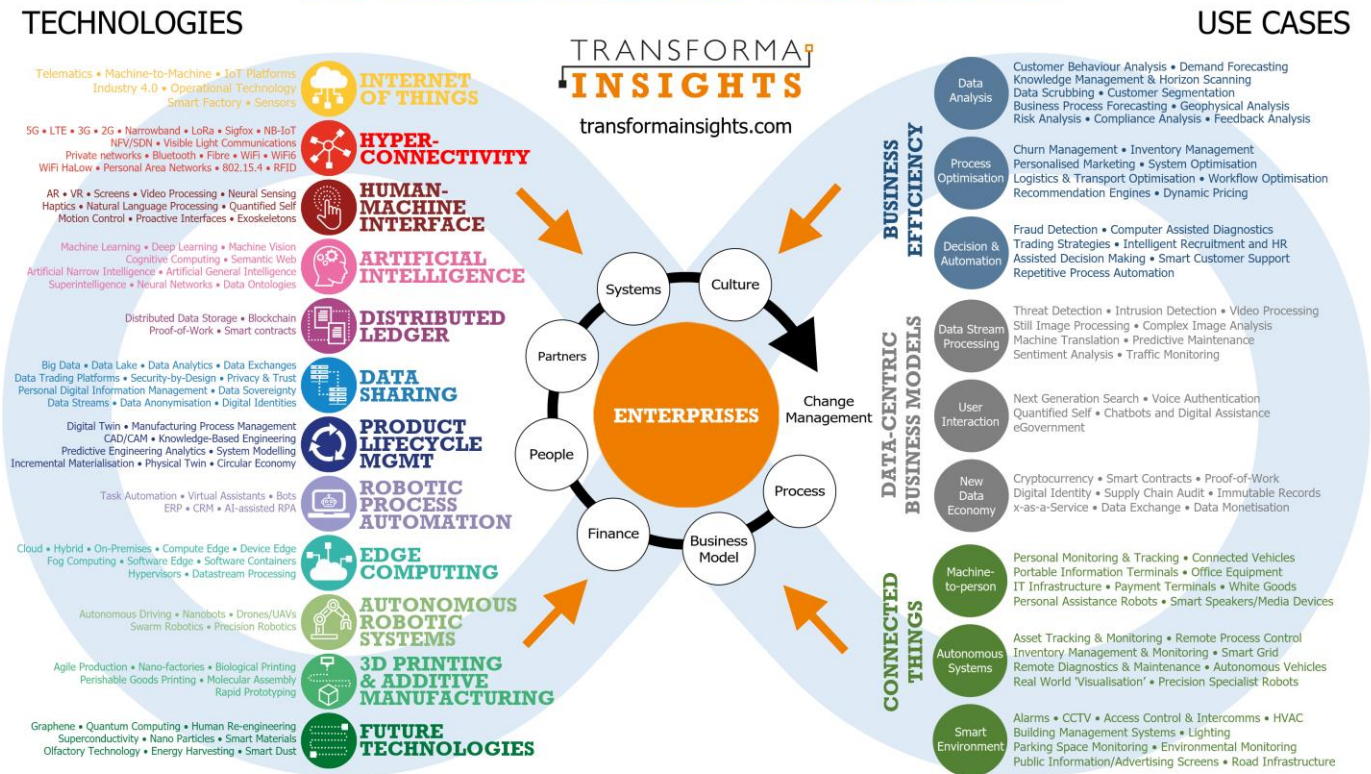 TECHNOLOGIES
USE CASES
TRANSFORMA
INSIGHTS
transformainsights.com
Telematics • Machine-to-Machine • IoT Platforms
Industry 4.0 • Operational Technology
Smart Factory • Sensors
INTERNET
OF THINGS
5G • LTE • 3G • 2G • Narrowband • LoRa • Sigfox • NB-IoT
NFV/SDN • Visible Light Communications
Private networks • Bluetooth • Fibre • WiFi • WiFi6
WiFi HaLow • Personal Area Networks • 802.15.4 • RFID
HYPER-
CONNECTIVITY
AR • VR • Screens • Video Processing • Neural Sensing
Haptics • Natural Language Processing • Quantified Self
Motion Control • Proactive Interfaces • Exoskeletons
HUMAN-
MACHINE
INTERFACE
Machine Learning • Deep Learning • Machine Vision
Cognitive Computing • Semantic Web
Artificial Narrow Intelligence • Artificial General Intelligence
Superintelligence • Neural Networks • Data Ontologies
ARTIFICIAL
INTELLIGENCE
Distributed Data Storage • Blockchain
Proof-of-Work • Smart contracts
DISTRIBUTED
LEDGER
Big Data • Data Lake • Data Analytics • Data Exchanges
Data Trading Platforms • Security-by-Design • Privacy & Trust
Personal Digital Information Management • Data Sovereignty
Data Streams • Data Anonymisation • Digital Identities
DATA
SHARING
Digital Twin • Manufacturing Process Management
CAD/CAM • Knowledge-Based Engineering
Predictive Engineering Analytics • System Modelling
Incremental Materialisation • Physical Twin • Circular Economy
PRODUCT
LIFECYCLE
MGMT
Task Automation • Virtual Assistants • Bots
ERP • CRM • AI-assisted RPA
ROBOTIC
PROCESS
AUTOMATION
Cloud • Hybrid • On-Premises • Compute Edge • Device Edge
Fog Computing • Software Edge • Software Containers
Hypervisors • Datastream Processing
EDGE
COMPUTING
Autonomous Driving • Nanobots • Drones/UAVs
Swarm Robotics • Precision Robotics
AUTONOMOUS
ROBOTIC
SYSTEMS
Agile Production • Nano-factories • Biological Printing
Perishable Goods Printing • Molecular Assembly
Rapid Prototyping
3D PRINTING
& ADDITIVE
MANUFACTURING
Graphene • Quantum Computing • Human Re-engineering
Superconductivity • Nano Particles • Smart Materials
Olfactory Technology • Energy Harvesting • Smart Dust
FUTURE
TECHNOLOGIES
Systems
Culture
Partners
ENTERPRISES
Change
Management
People
Process
Finance
Business
Model
BUSINESS
EFFICIENCY
Data
Analysis
Customer Behaviour Analysis • Demand Forecasting
Knowledge Management & Horizon Scanning
Data Scrubbing • Customer Segmentation
Business Process Forecasting • Geophysical Analysis
Risk Analysis • Compliance Analysis • Feedback Analysis
Process
Optimisation
Churn Management • Inventory Management
Personalised Marketing • System Optimisation
Logistics & Transport Optimisation • Workflow Optimisation
Recommendation Engines • Dynamic Pricing
Decision &
Automation
Fraud Detection • Computer Assisted Diagnostics
Trading Strategies • Intelligent Recruitment and HR
Assisted Decision Making • Smart Customer Support
Repetitive Process Automation
DATA-CENTRIC
BUSINESS MODELS
Data Stream
Processing
Threat Detection • Intrusion Detection • Video Processing
Still Image Processing • Complex Image Analysis
Machine Translation • Predictive Maintenance
Sentiment Analysis • Traffic Monitoring
User
Interaction
Next Generation Search • Voice Authentication
Quantified Self • Chatbots and Digital Assistance
eGovernment
New
Data
Economy
Cryptocurrency • Smart Contracts • Proof-of-Work
Digital Identity • Supply Chain Audit • Immutable Records
x-as-a-Service • Data Exchange • Data Monetisation
CONNECTED
THINGS
Machine-
to-person
Personal Monitoring & Tracking • Connected Vehicles
Portable Information Terminals • Office Equipment
IT Infrastructure • Payment Terminals • White Goods
Personal Assistance Robots • Smart Speakers/Media Devices
Autonomous
Systems
Asset Tracking & Monitoring • Remote Process Control
Inventory Management & Monitoring • Smart Grid
Remote Diagnostics & Maintenance • Autonomous Vehicles
Real World 'Visualisation' • Precision Specialist Robots
Smart
Environment
Alarms • CCTV • Access Control & Intercomms • HVAC
Building Management Systems • Lighting
Parking Space Monitoring • Environmental Monitoring
Public Information/Advertising Screens • Road Infrastructure